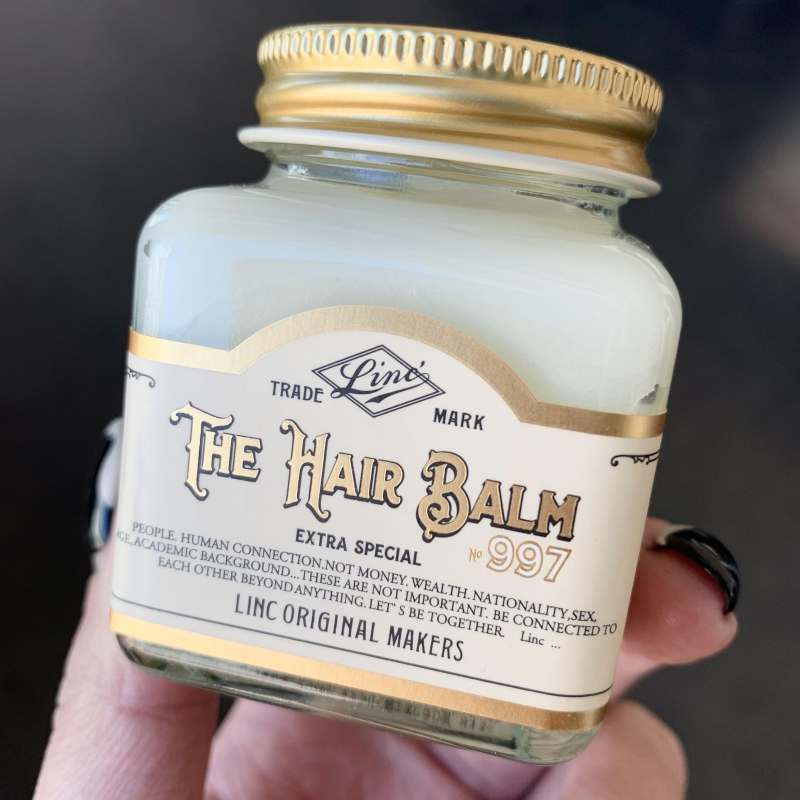 Linc'
TRADE MARK
THE HAIR BALM
EXTRA SPECIAL
No 997
PEOPLE. HUMAN CONNECTION.NOT MONEY. WEALTH. NATIONALITY,SEX,
AGE,ACADEMIC BACKGROUND...THESE ARE NOT IMPORTANT. BE CONNECTED TO
EACH OTHER BEYOND ANYTHING. LET'S BE TOGETHER. Linc ...
LINC ORIGINAL MAKERS